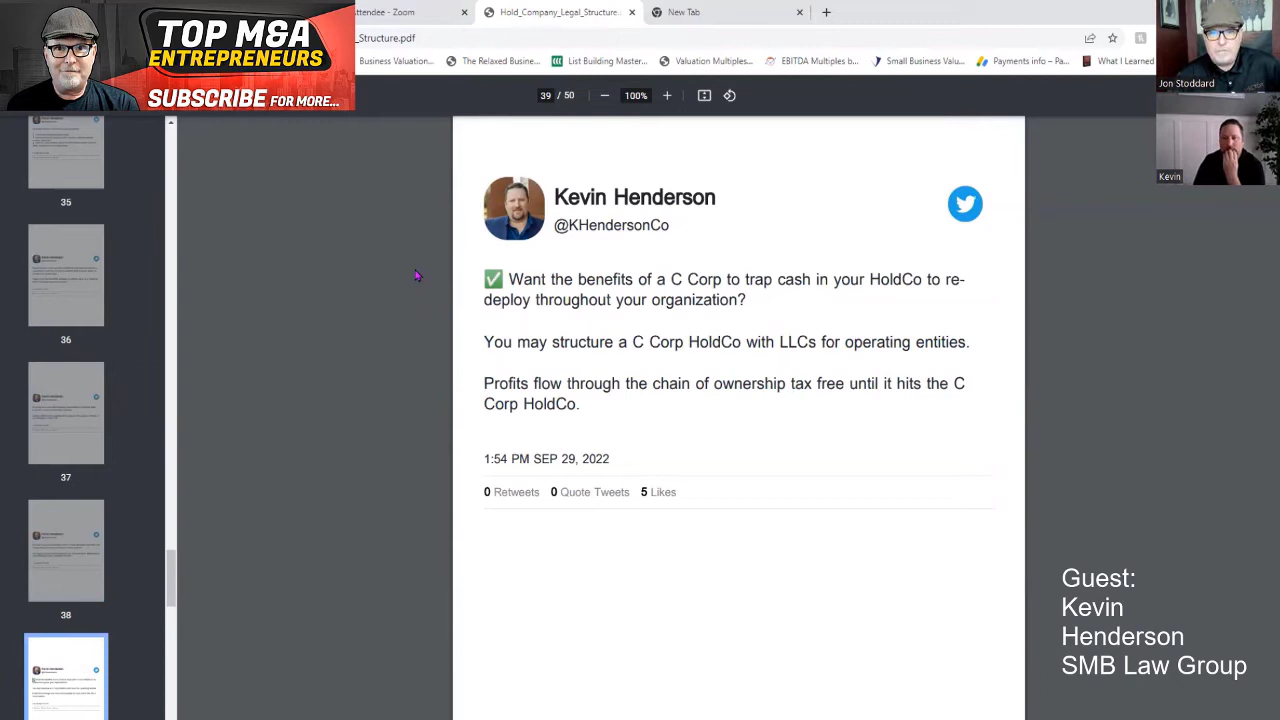 TOP M&A
ENTREPRENEURS
SUBSCRIBE FOR MORE...
ttendee - Zoom
Hold_Company_Legal_Structure.
New Tab
_Structure.pdf
Business Valuation...
The Relaxed Busine...
List Building Master...
Valuation Multiples...
EBITDA Multiples b...
Small Business Valu...
Payments info – Pa...
What I Learned
39 / 50
100%
Jon Stoddard
Kevin
35
36
37
38
Kevin Henderson
@KHendersonCo
✅ Want the benefits of a C Corp to trap cash in your HoldCo to re-
deploy throughout your organization?
You may structure a C Corp HoldCo with LLCs for operating entities.
Profits flow through the chain of ownership tax free until it hits the C
Corp HoldCo.
1:54 PM SEP 29, 2022
0 Retweets 0 Quote Tweets 5 Likes
Guest:
Kevin
Henderson
SMB Law Group